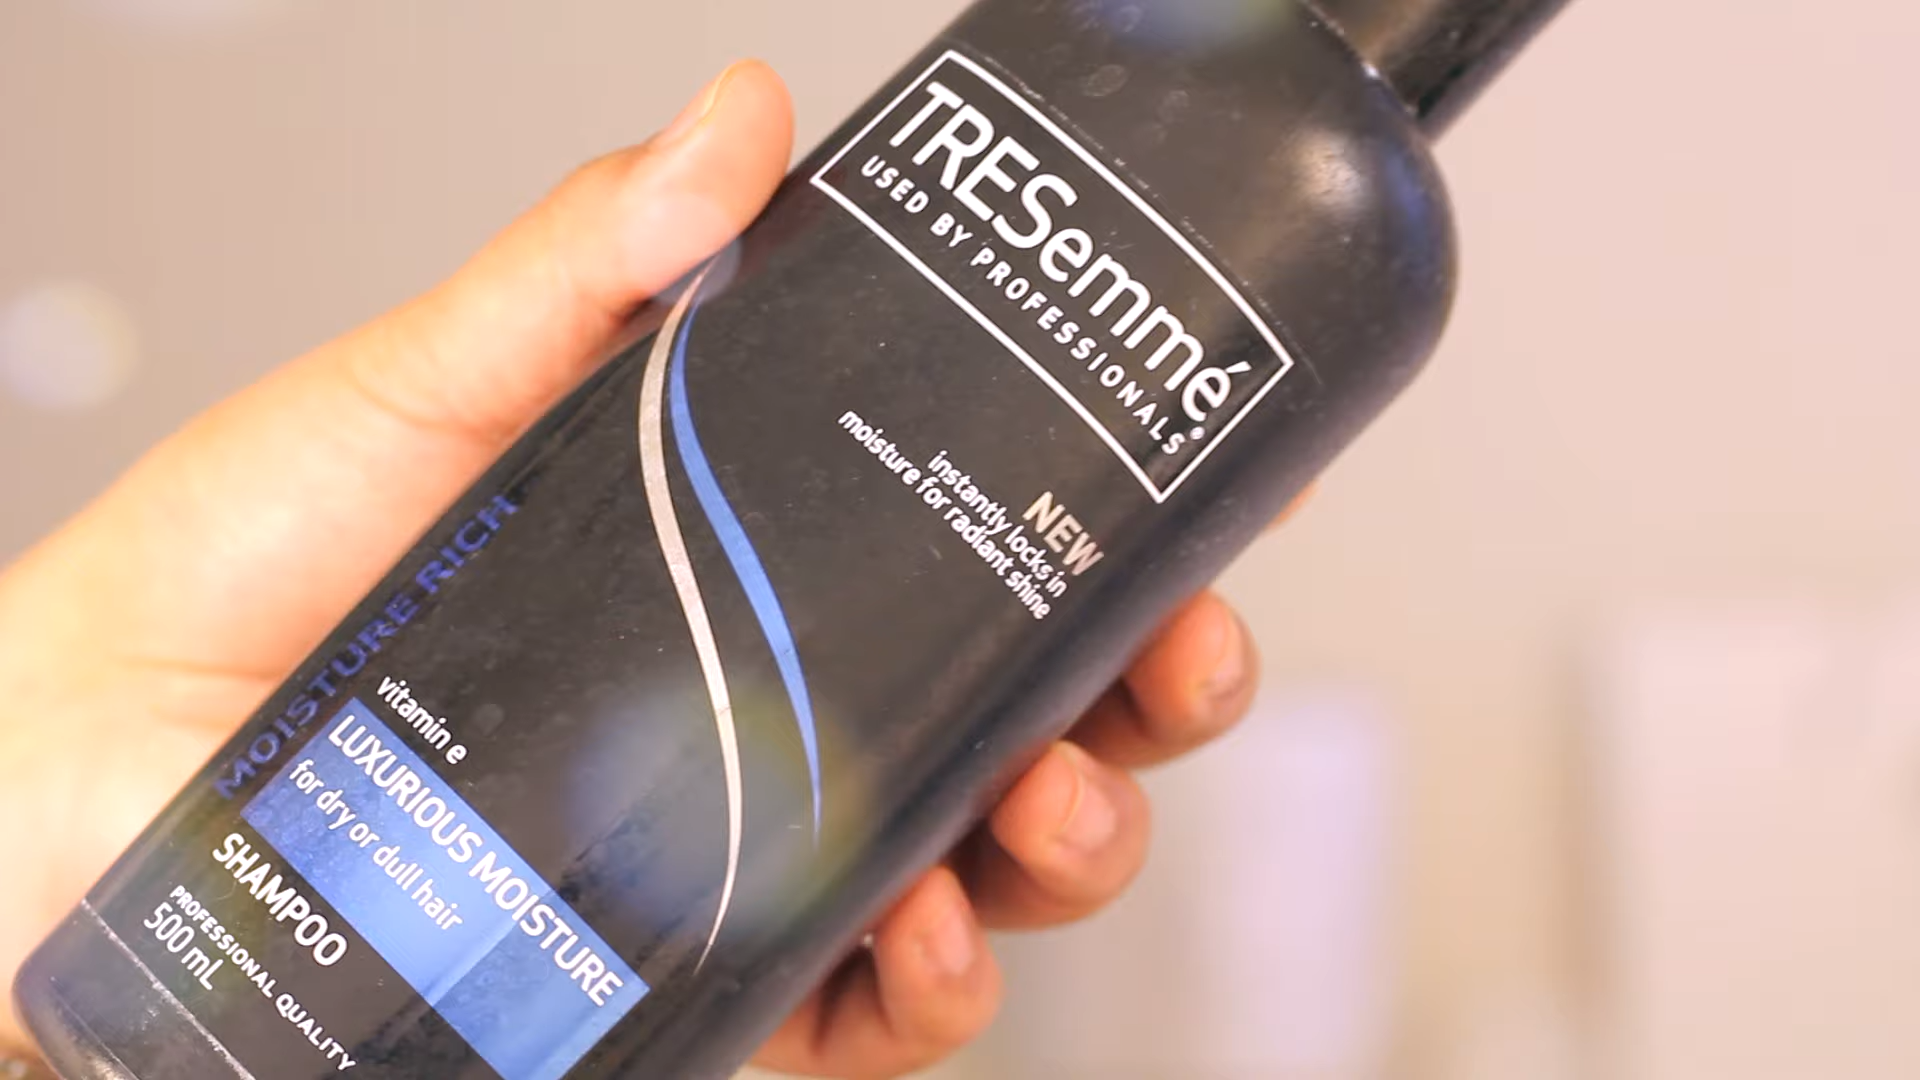 TRESemmé®
USED BY PROFESSIONALS
NEW
instantly locks in
moisture for radiant shine
MOISTURE RICH
vitamin e
LUXURIOUS MOISTURE
for dry or dull hair
SHAMPOO
PROFESSIONAL QUALITY
500 mL